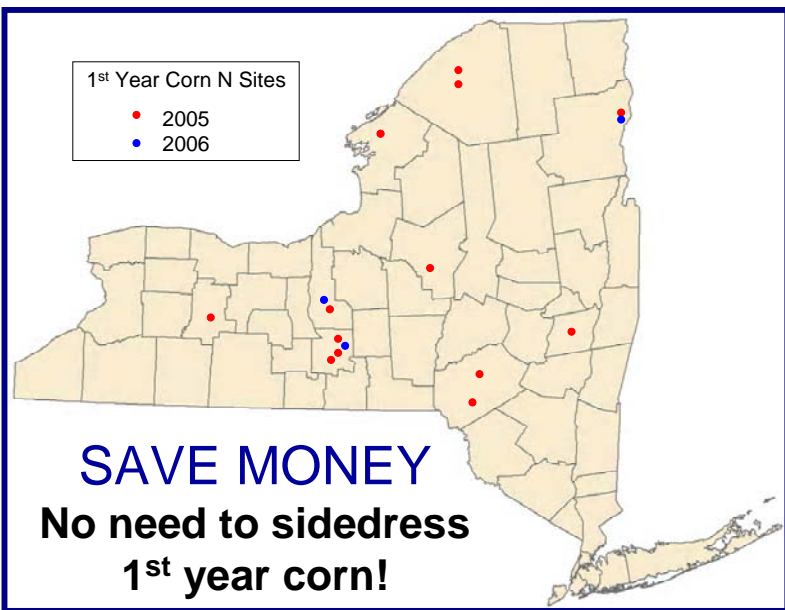 1st Year Corn N Sites
2005
2006
SAVE MONEY
No need to sidedress
1st year corn!